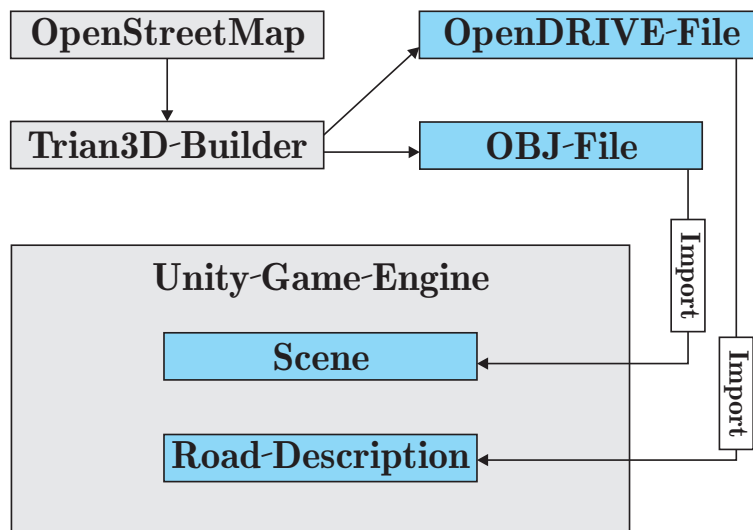 OpenStreetMap
OpenDRIVE-File
Trian3D-Builder
OBJ-File
Import
Unity-Game-Engine
Scene
Import
Road-Description